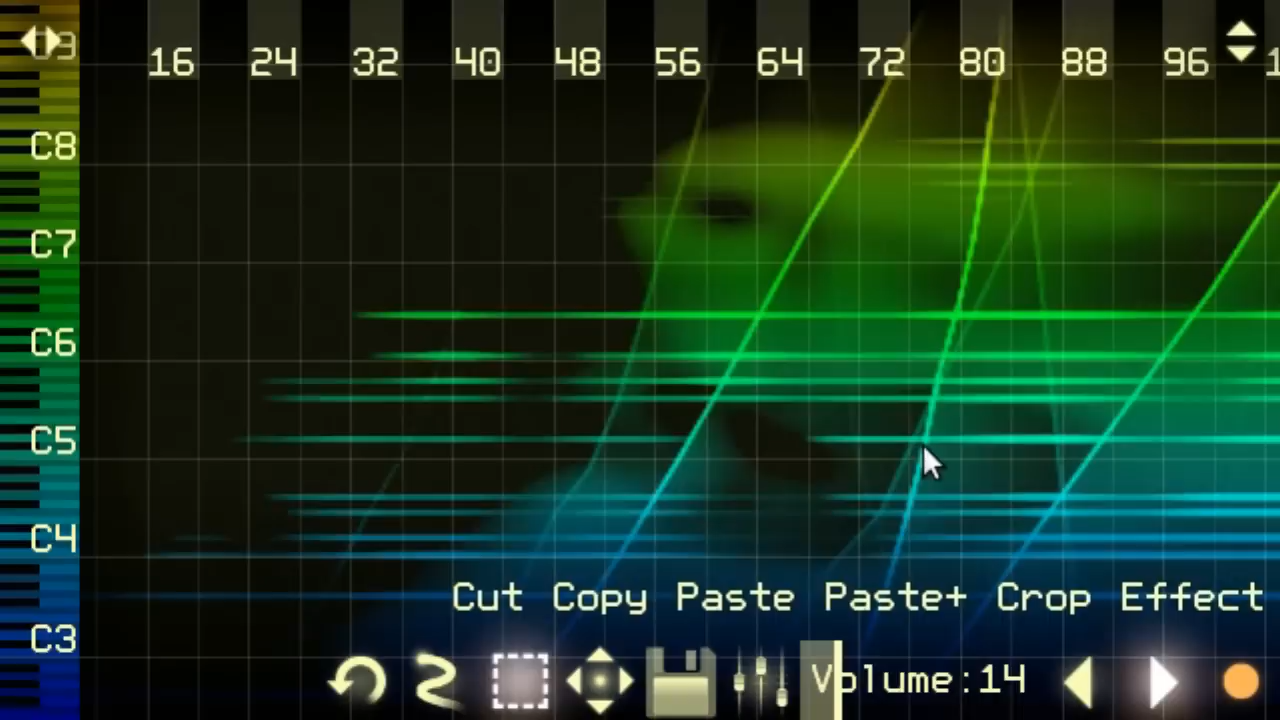 16 24 32 40 48 56 64 72 80 88 96
C8
C7
C6
C5
C4
Cut Copy Paste Paste+ Crop Effect
C3
Volume:14